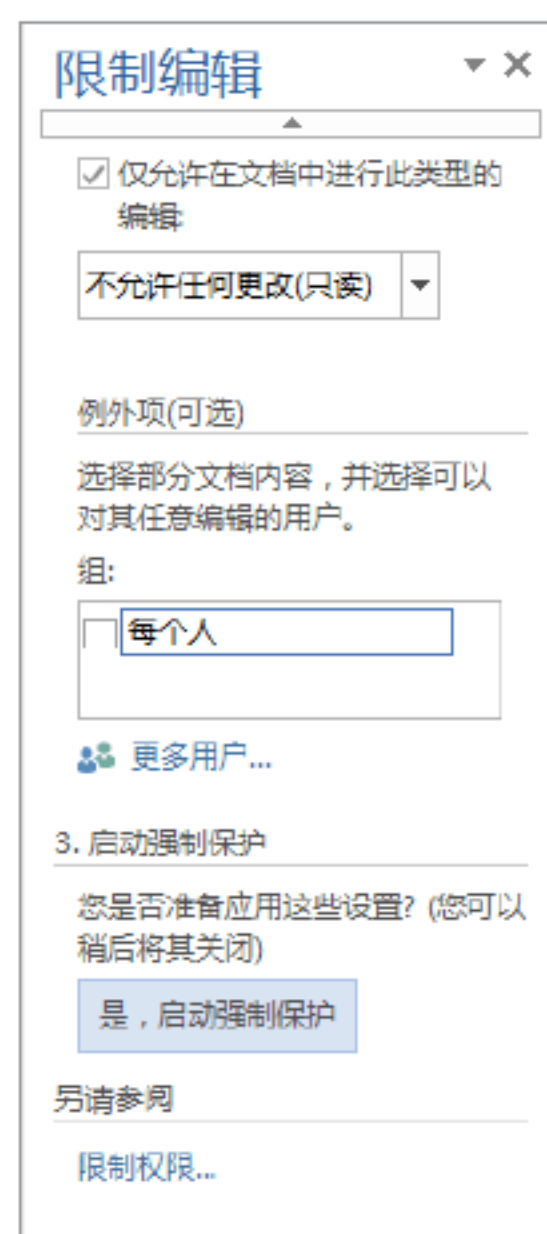 限制编辑
仅允许在文档中进行此类型的
编辑:
不允许任何更改(只读)
例外项(可选)
选择部分文档内容，并选择可以
对其任意编辑的用户。
组:
每个人
更多用户...
3. 启动强制保护
您是否准备应用这些设置? (您可以
稍后将其关闭)
是，启动强制保护
另请参阅
限制权限...